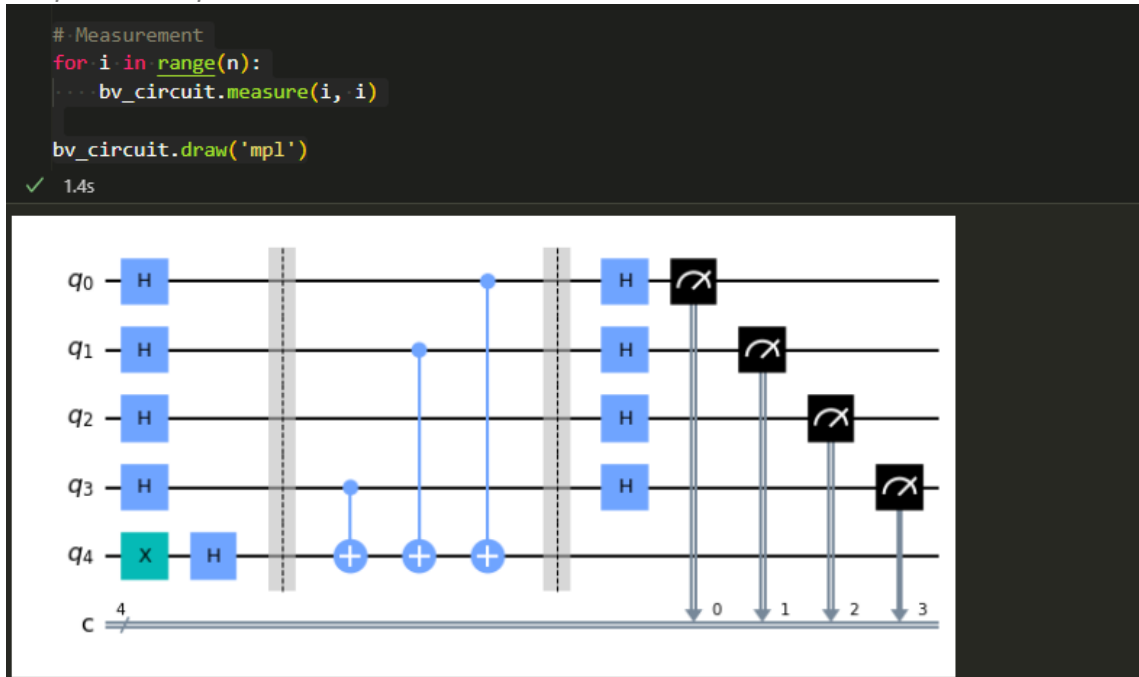 # Measurement
for i in range(n):
    bv_circuit.measure(i, i)
bv_circuit.draw('mpl')
✓ 1.4s
q0 H H
q1 H H
q2 H H
q3 H H
q4 X H
4 0 1 2 3
c